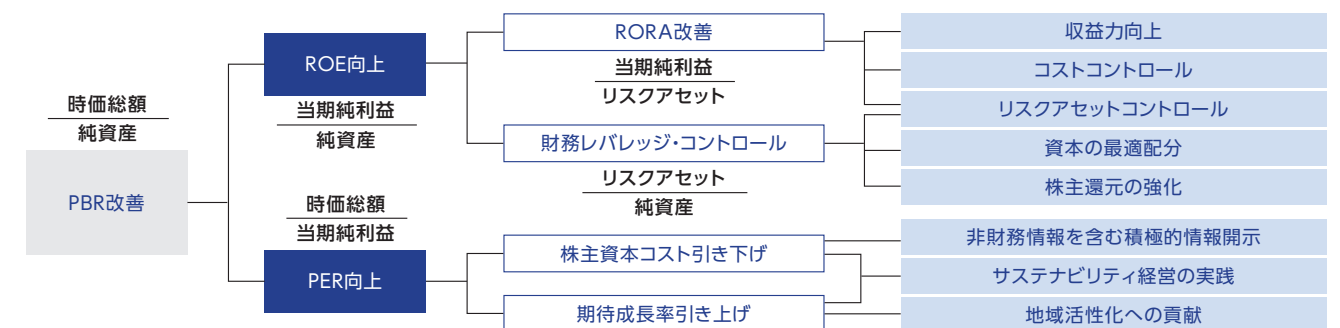 時価総額
純資産
PBR改善
ROE向上
当期純利益
純資産
時価総額
当期純利益
PER向上
RORA改善
当期純利益
リスクアセット
財務レバレッジ・コントロール
リスクアセット
純資産
株主資本コスト引き下げ
期待成長率引き上げ
収益力向上
コストコントロール
リスクアセットコントロール
資本の最適配分
株主還元の強化
非財務情報を含む積極的情報開示
サステナビリティ経営の実践
地域活性化への貢献